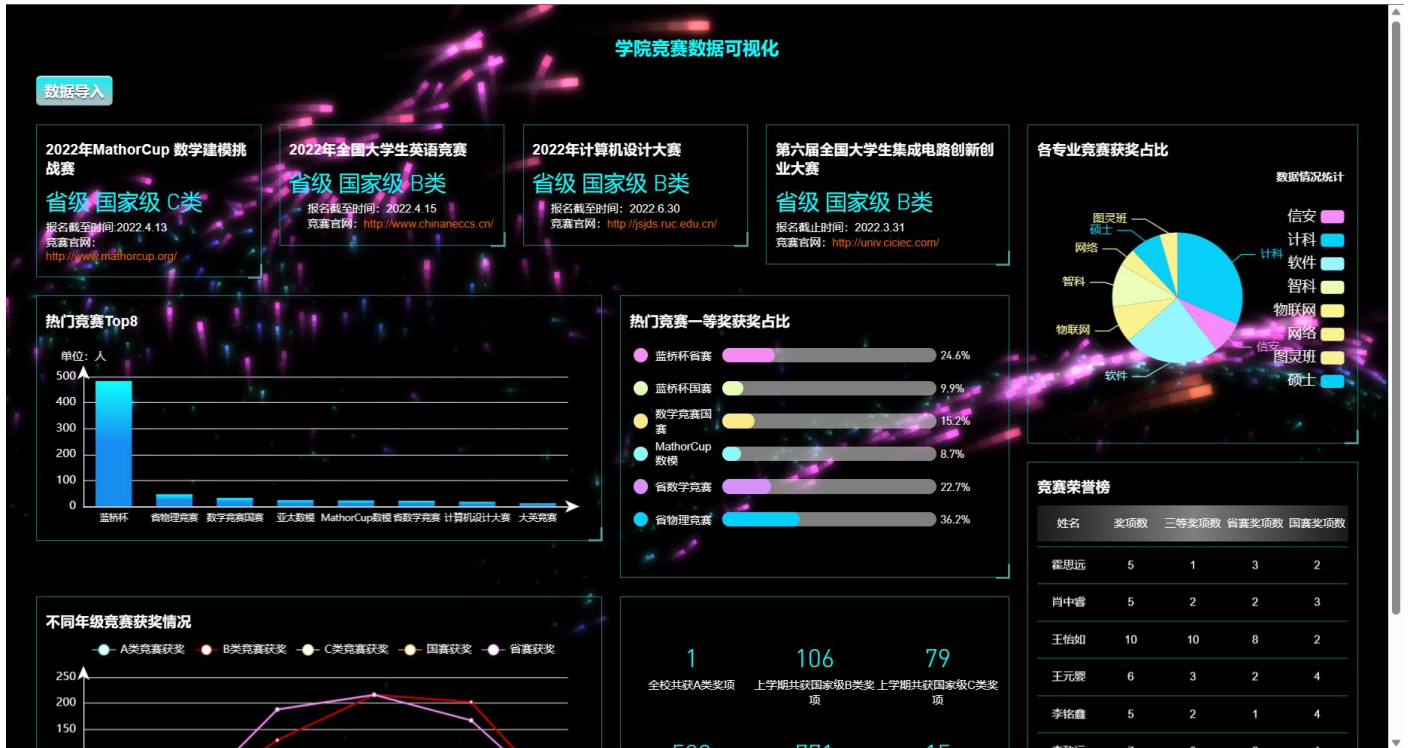 学院竞赛数据可视化
数据导入
2022年MathorCup 数学建模挑
战赛
省级 国家级 C类
报名截至时间:2022.4.13
竞赛官网：
http://www.mathorcup.org/
2022年全国大学生英语竞赛
省级 国家级 B类
报名截至时间：2022.4.15
竞赛官网：http://www.chinaneccs.cn/
2022年计算机设计大赛
省级 国家级 B类
报名截至时间：2022.6.30
竞赛官网：http://jsjds.ruc.edu.cn/
第六届全国大学生集成电路创新创
业大赛
省级 国家级 B类
报名截止时间：2022.3.31
竞赛官网：http://univ.ciciec.com/
各专业竞赛获奖占比
数据情况统计
信安
计科
软件
智科
物联网
网络
图灵班
硕士
图灵班
硕士
网络
智科
物联网
软件
信安
计科
热门竞赛Top8
单位：人
500
400
300
200
100
0
蓝桥杯 省物理竞赛 数学竞赛国赛 亚太数模 MathorCup数模 省数学竞赛 计算机设计大赛 大英竞赛
热门竞赛一等奖获奖占比
蓝桥杯省赛 24.6%
蓝桥杯国赛 9.9%
数学竞赛国
赛 15.2%
MathorCup
数模 8.7%
省数学竞赛 22.7%
省物理竞赛 36.2%
竞赛荣誉榜
姓名 奖项数 三等奖项数 省赛奖项数 国赛奖项数
霍思远 5 1 3 2
肖中睿 5 2 2 3
王怡如 10 10 8 2
王元婴 6 3 2 4
李铭鑫 5 2 1 4
不同年级竞赛获奖情况
A类竞赛获奖 B类竞赛获奖 C类竞赛获奖 国赛获奖 省赛获奖
250
200
150
1 106 79
全校共获A类奖项 上学期共获国家级B类奖 上学期共获国家级C类奖
项 项